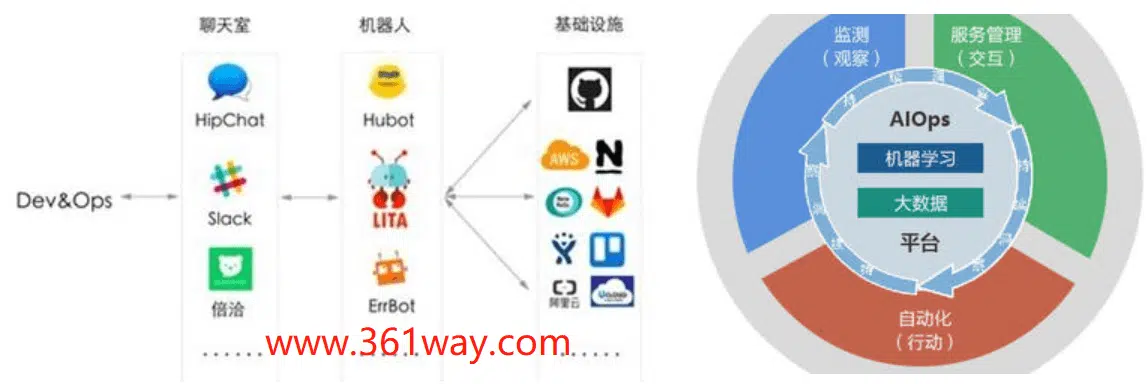 聊天室
机器人
基础设施
HipChat
Hubot
AWS
N
Dev&Ops
Slack
LITA
倍洽
ErrBot
阿里云
UCLOUD
www.361way.com
监测
（观察）
服务管理
（交互）
AIOps
机器学习
大数据
平台
自动化
（行动）